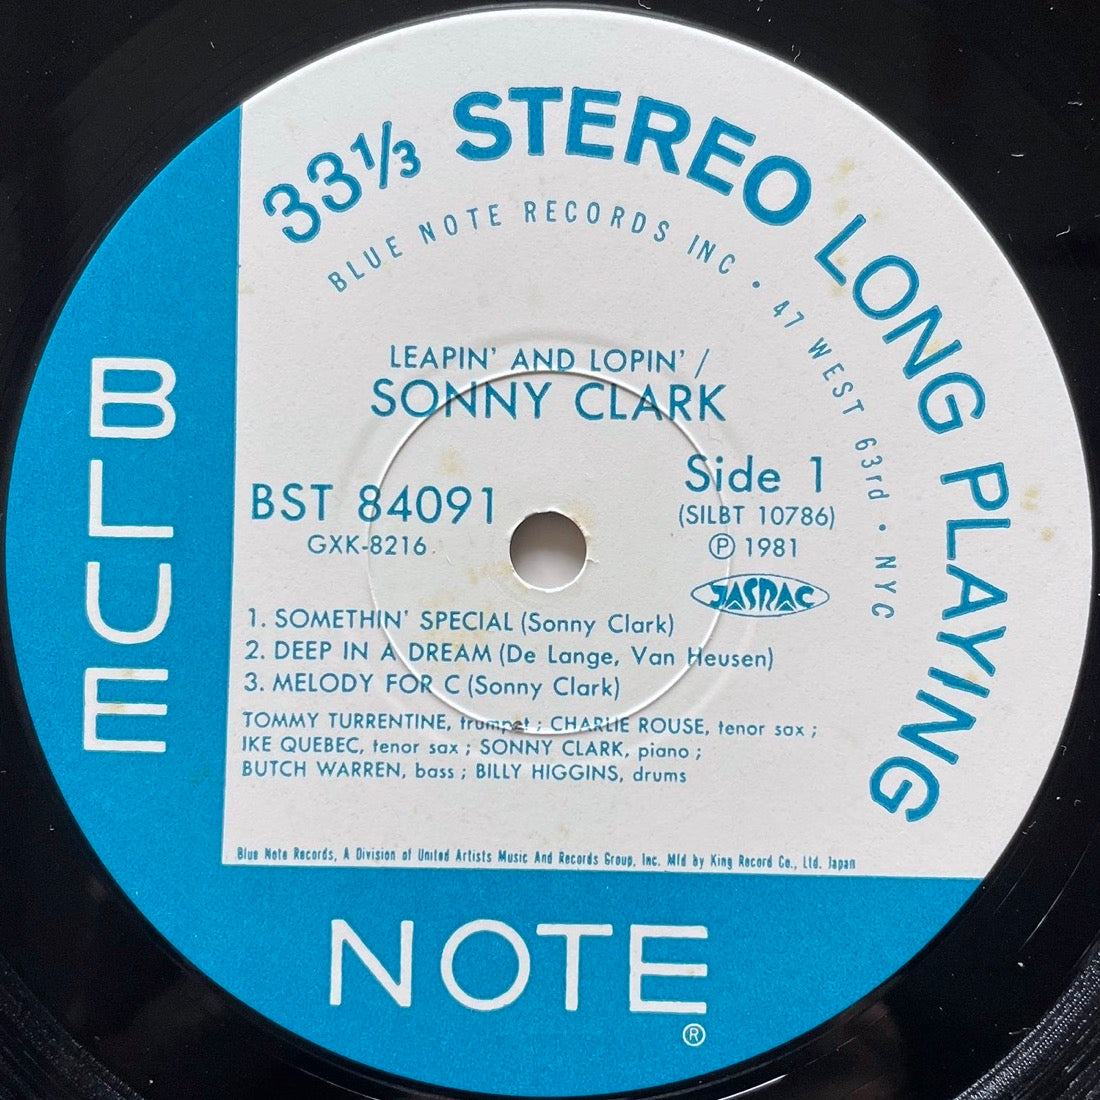 33 1/3 STEREO LONG PLAYING
BLUE NOTE RECORDS INC • 47 WEST 63rd • NYC
LEAPIN' AND LOPIN' /
SONNY CLARK
BST 84091
GXK-8216
Side 1
(SILBT 10786)
Ⓟ 1981
JASRAC
1. SOMETHIN' SPECIAL (Sonny Clark)
2. DEEP IN A DREAM (De Lange, Van Heusen)
3. MELODY FOR C (Sonny Clark)
TOMMY TURRENTINE, trumpet ; CHARLIE ROUSE, tenor sax ;
IKE QUEBEC, tenor sax ; SONNY CLARK, piano ;
BUTCH WARREN, bass ; BILLY HIGGINS, drums
Blue Note Records, A Division of United Artists Music And Records Group, Inc. Mfd by King Record Co., Ltd. Japan
BLUE
NOTE
®